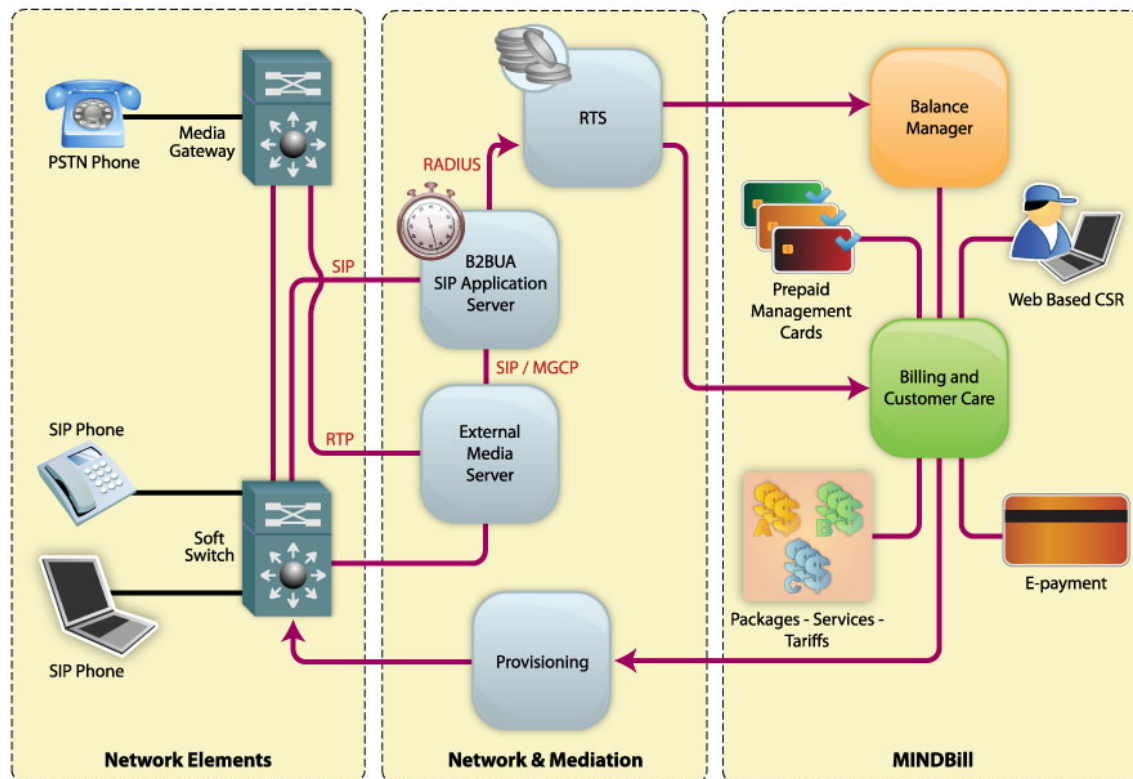 PSTN Phone
Media
Gateway
SIP Phone
Soft
Switch
SIP Phone
Network Elements
RTS
RADIUS
B2BUA
SIP Application
Server
SIP
SIP / MGCP
External
Media
Server
RTP
Provisioning
Network & Mediation
Balance
Manager
Prepaid
Management
Cards
Web Based CSR
Billing and
Customer Care
A
B
C
Packages - Services -
Tariffs
E-payment
MINDBill